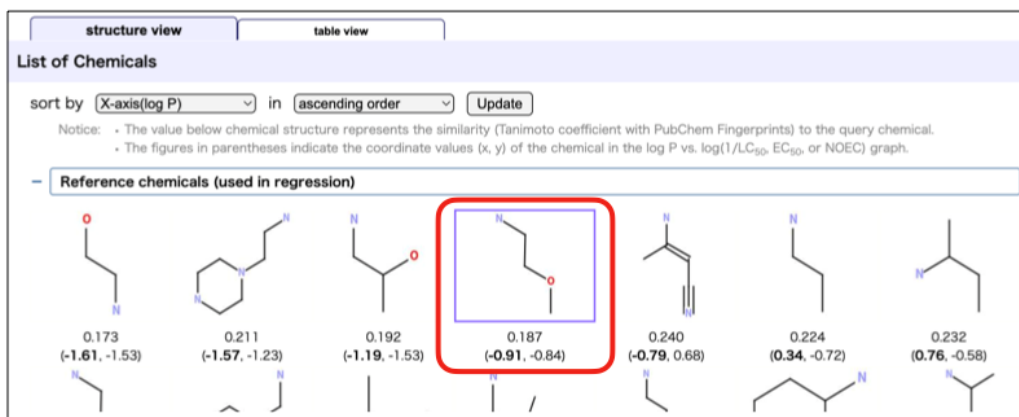 structure view table view
List of Chemicals
sort by X-axis(log P) in ascending order Update
Notice: • The value below chemical structure represents the similarity (Tanimoto coefficient with PubChem Fingerprints) to the query chemical.
• The figures in parentheses indicate the coordinate values (x, y) of the chemical in the log P vs. log(1/LC50, EC50, or NOEC) graph.
− Reference chemicals (used in regression)
O N N N N N
N O
N O N
N
N N N
0.173 0.211 0.192 0.187 0.240 0.224 0.232
(-1.61, -1.53) (-1.57, -1.23) (-1.19, -1.53) (-0.91, -0.84) (-0.79, 0.68) (0.34, -0.72) (0.76, -0.58)
N N N N N N